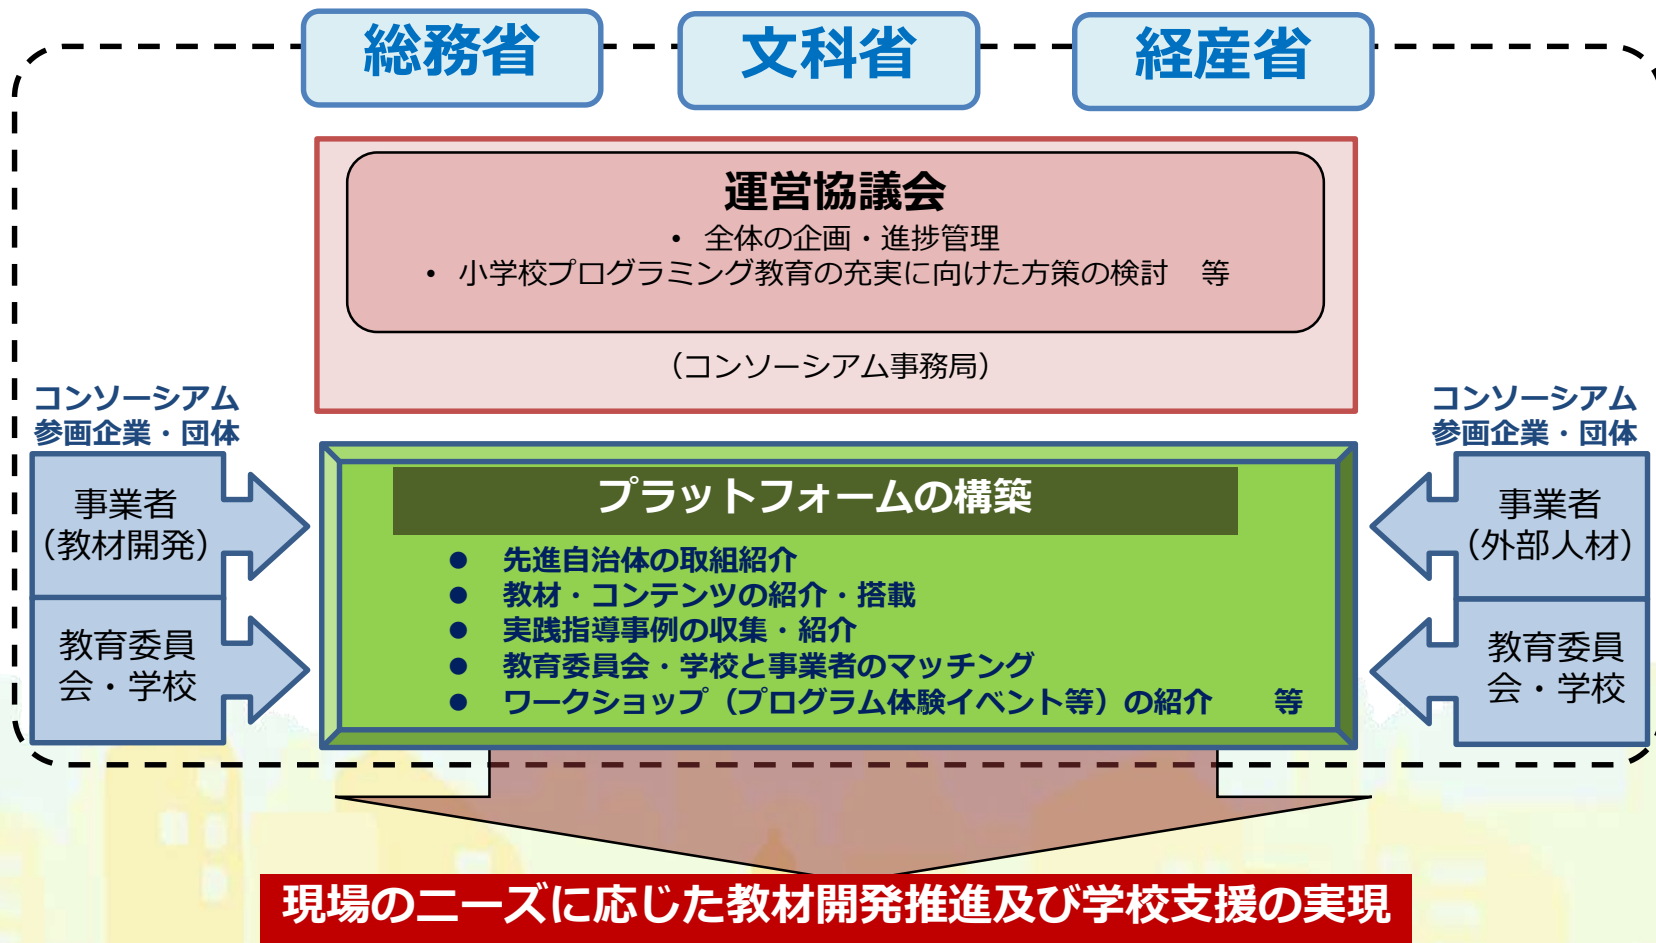 総務省
文科省
経産省
運営協議会
• 全体の企画・進捗管理
• 小学校プログラミング教育の充実に向けた方策の検討　等
（コンソーシアム事務局）
コンソーシアム
参画企業・団体
事業者
（教材開発）
教育委員
会・学校
プラットフォームの構築
● 先進自治体の取組紹介
● 教材・コンテンツの紹介・搭載
● 実践指導事例の収集・紹介
● 教育委員会・学校と事業者のマッチング
● ワークショップ（プログラム体験イベント等）の紹介　　等
コンソーシアム
参画企業・団体
事業者
（外部人材）
教育委員
会・学校
現場のニーズに応じた教材開発推進及び学校支援の実現